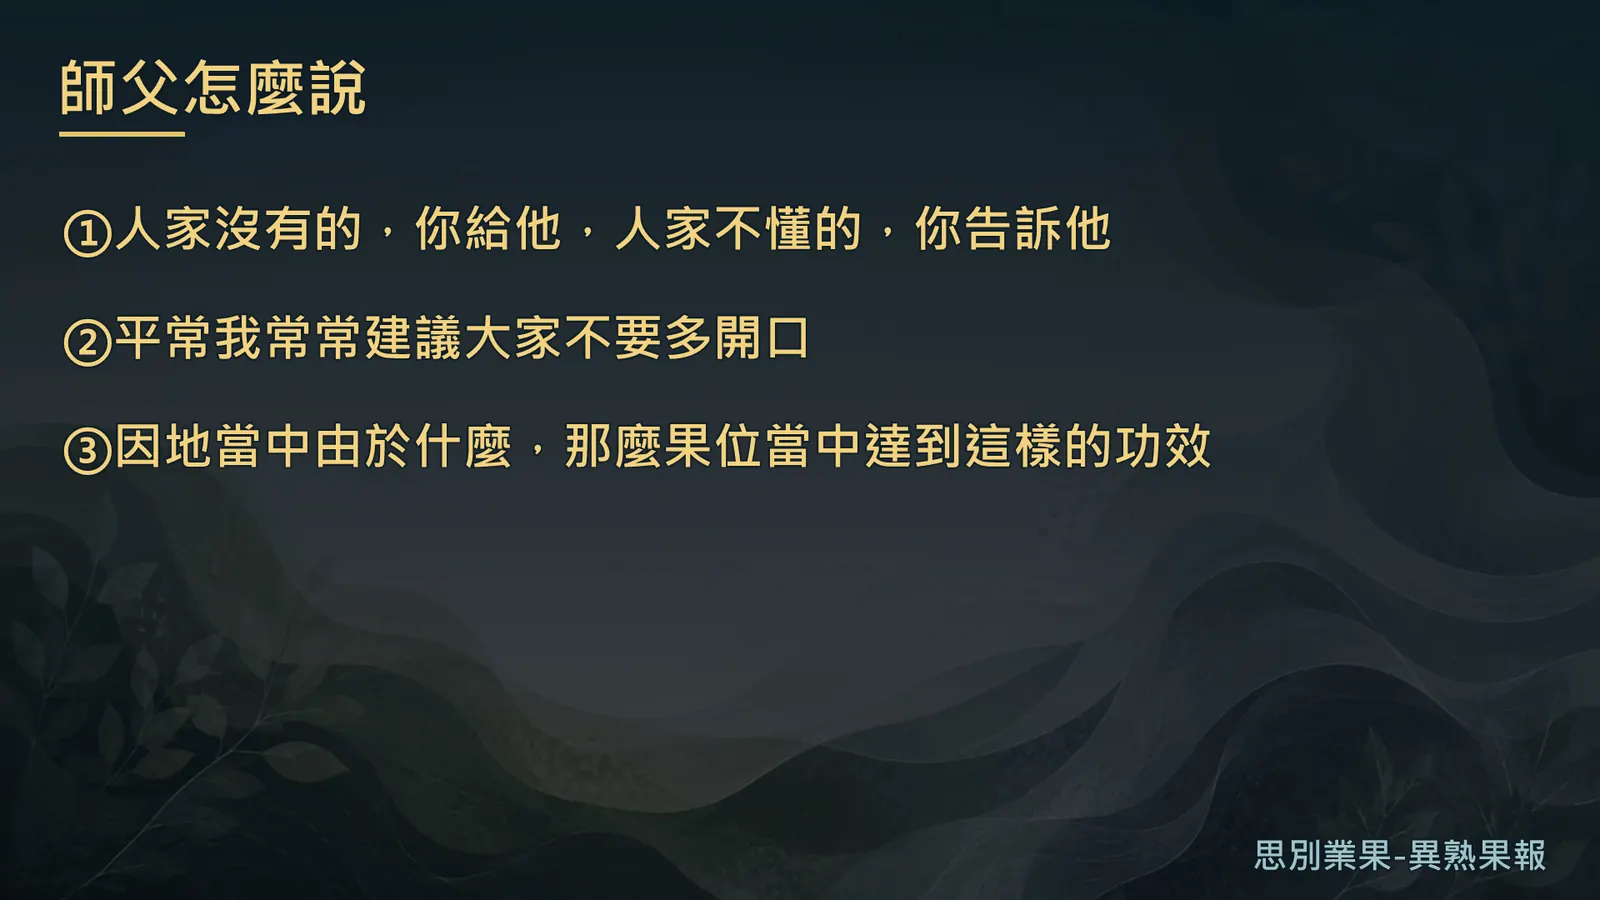 師父怎麼說
①人家沒有的，你給他，人家不懂的，你告訴他
②平常我常常建議大家不要多開口
③因地當中由於什麼，那麼果位當中達到這樣的功效
思別業果-異熟果報